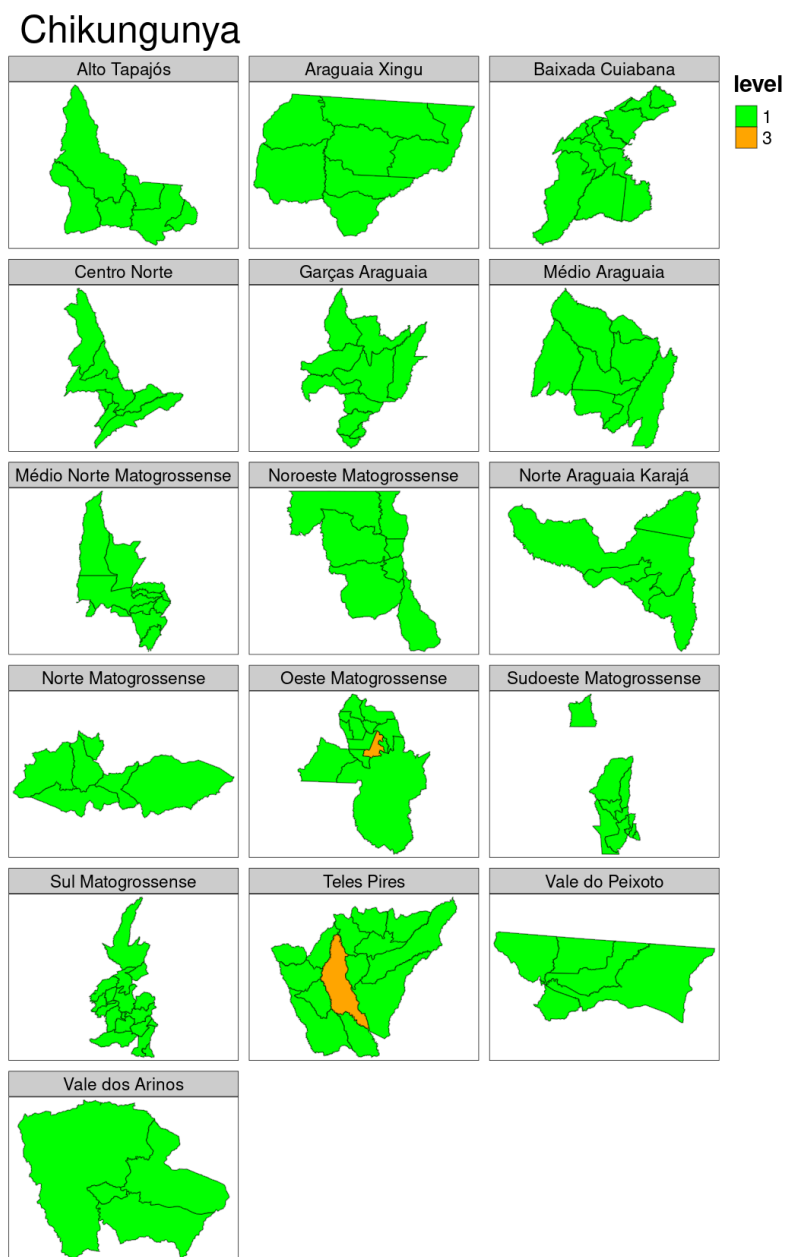 Chikungunya
Alto Tapajós
Araguaia Xingu
Baixada Cuiabana
level
1
3
Centro Norte
Garças Araguaia
Médio Araguaia
Médio Norte Matogrossense
Noroeste Matogrossense
Norte Araguaia Karajá
Norte Matogrossense
Oeste Matogrossense
Sudoeste Matogrossense
Sul Matogrossense
Teles Pires
Vale do Peixoto
Vale dos Arinos